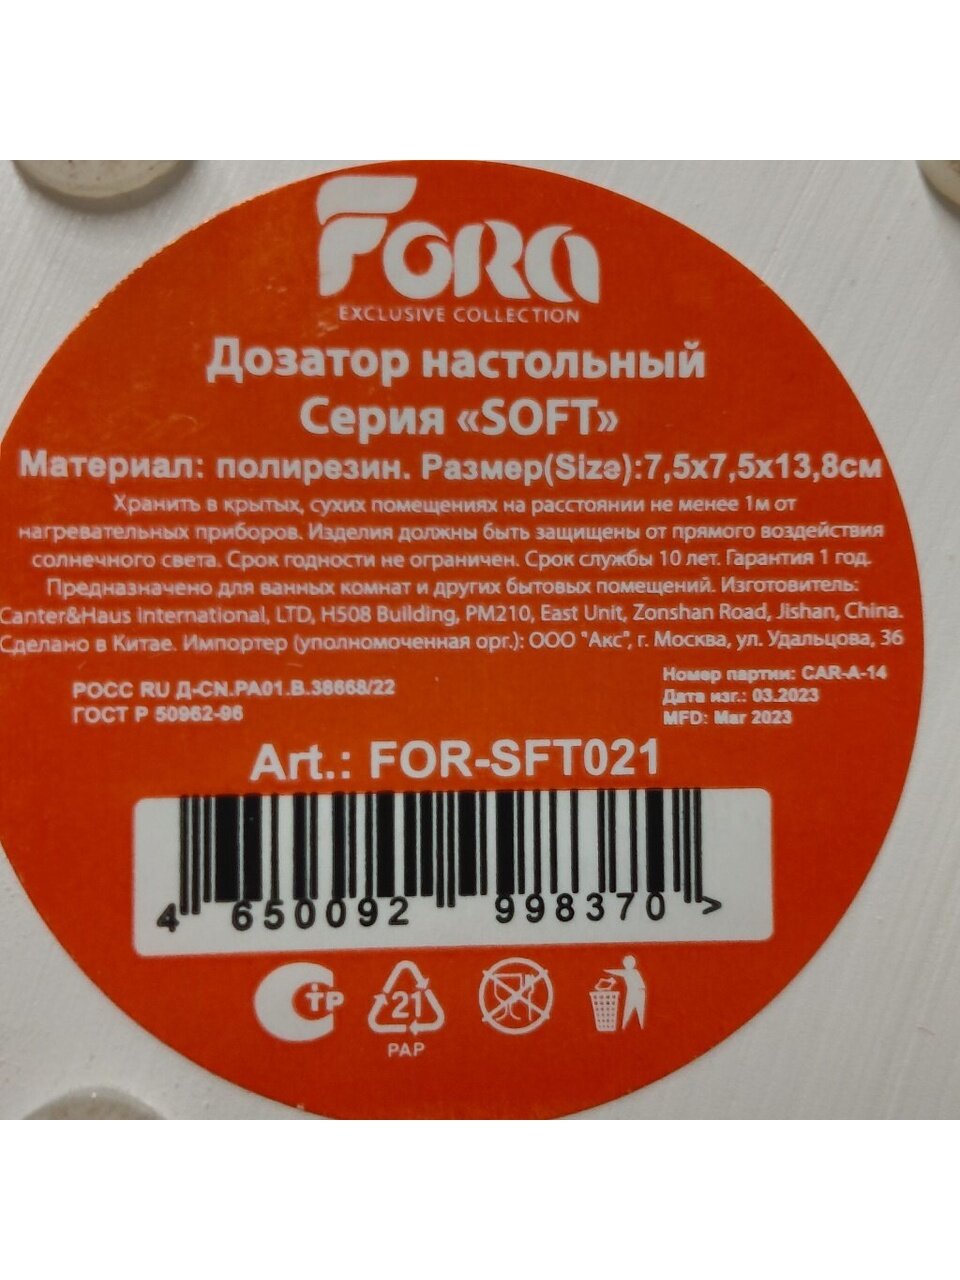 FORA
EXCLUSIVE COLLECTION
Дозатор настольный
Серия «SOFT»
Материал: полирезин. Размер(Size):7,5х7,5х13,8см
Хранить в крытых, сухих помещениях на расстоянии не менее 1м от
нагревательных приборов. Изделия должны быть защищены от прямого воздействия
солнечного света. Срок годности не ограничен. Срок службы 10 лет. Гарантия 1 год.
Предназначено для ванных комнат и других бытовых помещений. Изготовитель:
Canter&Haus International, LTD, H508 Building, PM210, East Unit, Zonshan Road, Jishan, China.
Сделано в Китае. Импортер (уполномоченная орг.): ООО "Акс", г. Москва, ул. Удальцова, 36
РОСС RU Д-CN.РА01.В.38668/22
ГОСТ Р 50962-96
Номер партии: CAR-A-14
Дата изг.: 03.2023
MFD: Mar 2023
Art.: FOR-SFT021
4 650092 998370 >
СТР
21
PAP